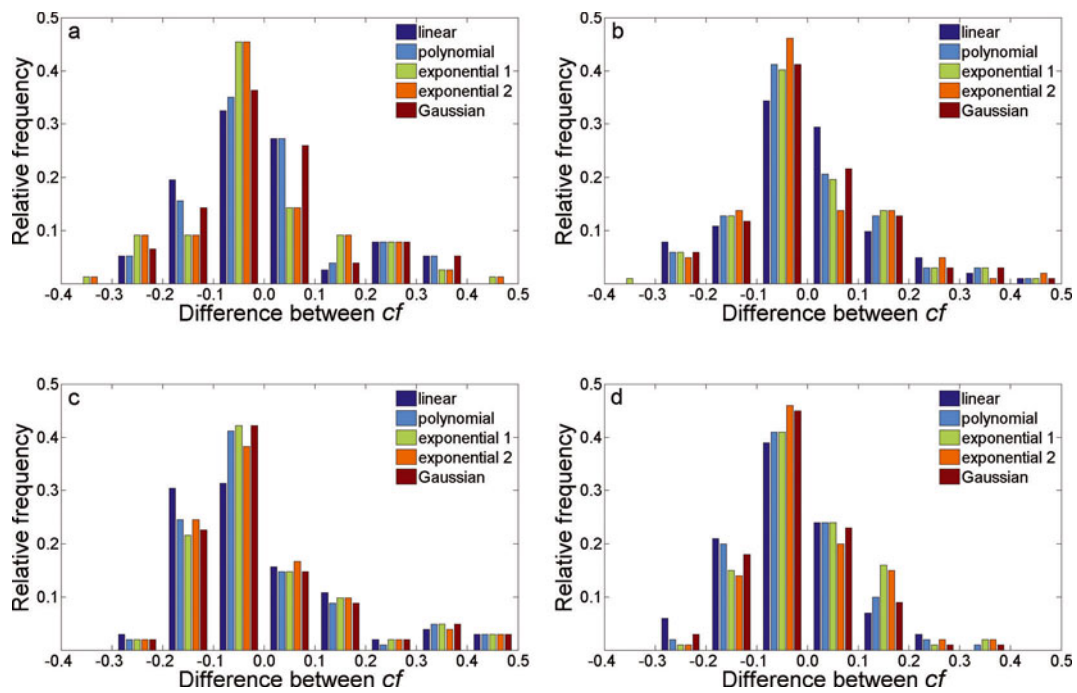 a
linear
polynomial
exponential 1
exponential 2
Gaussian
Relative frequency
0.5
0.4
0.3
0.2
0.1
-0.4 -0.3 -0.2 -0.1 0.0 0.1 0.2 0.3 0.4 0.5
Difference between cf
b
linear
polynomial
exponential 1
exponential 2
Gaussian
Relative frequency
0.5
0.4
0.3
0.2
0.1
-0.4 -0.3 -0.2 -0.1 0.0 0.1 0.2 0.3 0.4 0.5
Difference between cf
c
linear
polynomial
exponential 1
exponential 2
Gaussian
Relative frequency
0.5
0.4
0.3
0.2
0.1
-0.4 -0.3 -0.2 -0.1 0.0 0.1 0.2 0.3 0.4 0.5
Difference between cf
d
linear
polynomial
exponential 1
exponential 2
Gaussian
Relative frequency
0.5
0.4
0.3
0.2
0.1
-0.4 -0.3 -0.2 -0.1 0.0 0.1 0.2 0.3 0.4 0.5
Difference between cf